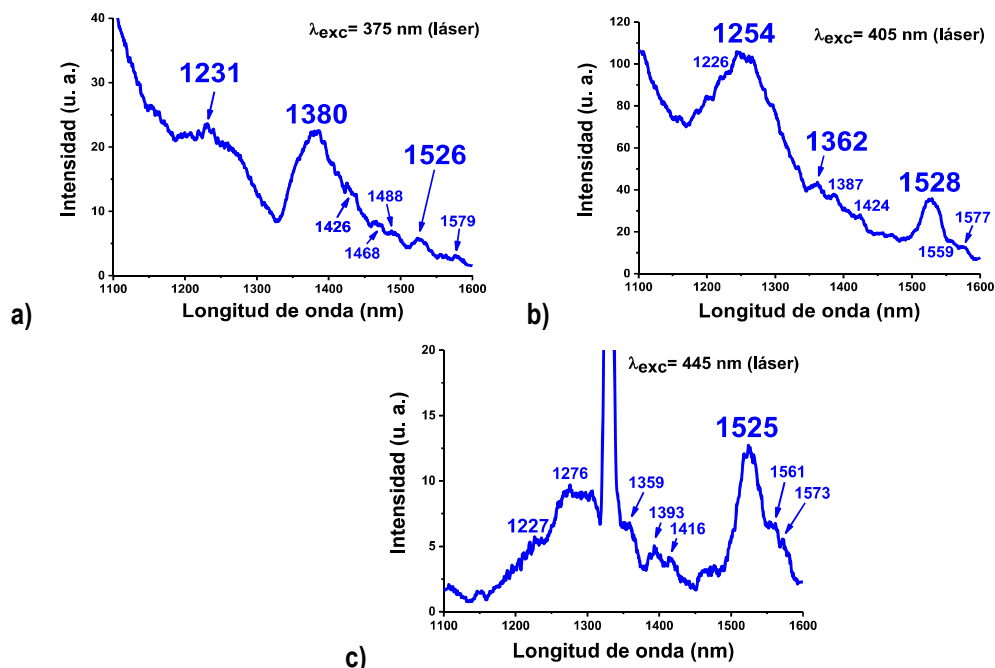 λexc= 375 nm (láser)
1231
1380
1526
1488
1579
1426
1468
Intensidad (u. a.)
40
30
20
10
0
1100 1200 1300 1400 1500 1600
Longitud de onda (nm)
a)
λexc= 405 nm (láser)
1254
1226
1362
1387
1424
1528
1577
1559
Intensidad (u. a.)
120
100
80
60
40
20
0
1100 1200 1300 1400 1500 1600
Longitud de onda (nm)
b)
λexc= 445 nm (láser)
1525
1276
1359
1561
1573
1227
1393
1416
Intensidad (u. a.)
20
15
10
5
0
1100 1200 1300 1400 1500 1600
Longitud de onda (nm)
c)